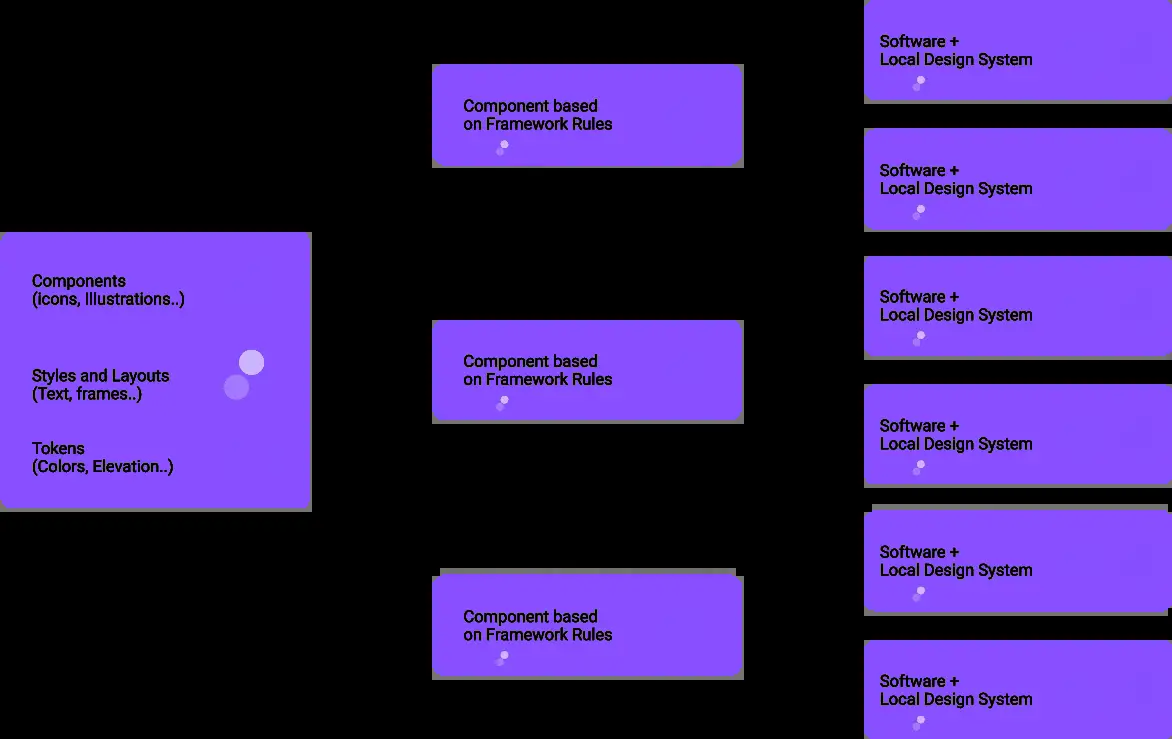 Components
(icons, Illustrations..)
Styles and Layouts
(Text, frames..)
Tokens
(Colors, Elevation..)
Component based
on Framework Rules
Component based
on Framework Rules
Component based
on Framework Rules
Software +
Local Design System
Software +
Local Design System
Software +
Local Design System
Software +
Local Design System
Software +
Local Design System
Software +
Local Design System